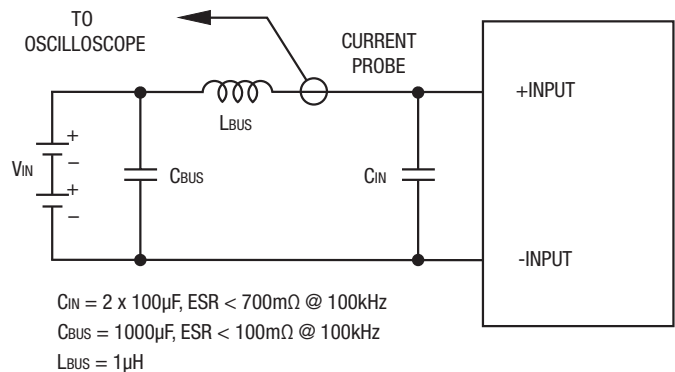 TO
OSCILLOSCOPE
CURRENT
PROBE
+INPUT
LBUS
+
VIN
–
+
–
CBUS
CIN
-INPUT
CIN = 2 x 100µF, ESR < 700mΩ @ 100kHz
CBUS = 1000µF, ESR < 100mΩ @ 100kHz
LBUS = 1µH